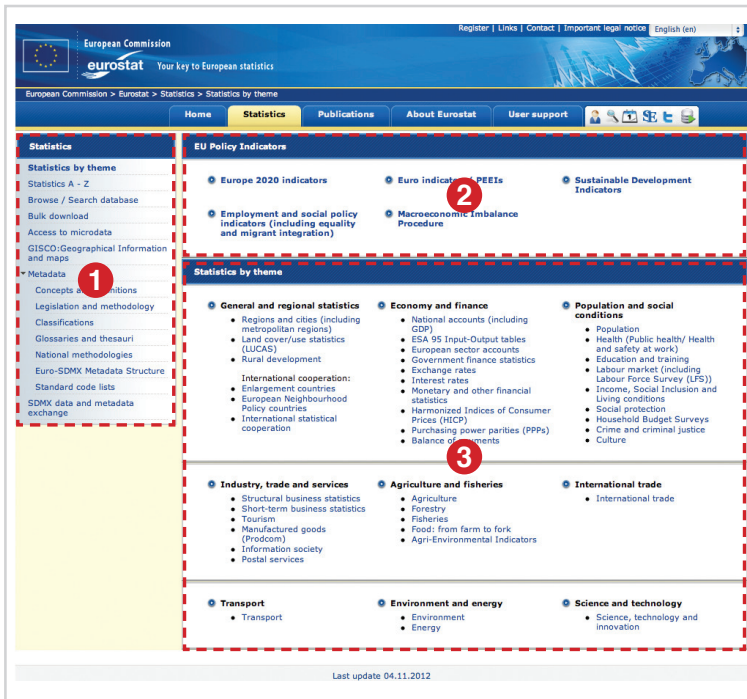 Register | Links | Contact | Important legal notice English (en)
European Commission
eurostat Your key to European statistics
European Commission > Eurostat > Statistics > Statistics by theme
Home Statistics Publications About Eurostat User support
Statistics
Statistics by theme
Statistics A - Z
Browse / Search database
Bulk download
Access to microdata
GISCO:Geographical Information
and maps
Metadata
1
Concepts
Legislation and methodology
Classifications
Glossaries and thesauri
National methodologies
Euro-SDMX Metadata Structure
Standard code lists
SDMX data and metadata
exchange
EU Policy Indicators
Europe 2020 indicators
Euro PEEIs
Sustainable Development
Indicators
2
Employment and social policy
indicators (including equality
and migrant integration)
Macroeconomic Imbalance
Procedure
Statistics by theme
General and regional statistics
Regions and cities (including
metropolitan regions)
Land cover/use statistics
(LUCAS)
Rural development
International cooperation:
Enlargement countries
European Neighbourhood
Policy countries
International statistical
cooperation
Economy and finance
National accounts (including
GDP)
ESA 95 Input-Output tables
European sector accounts
Government finance statistics
Exchange rates
Interest rates
Monetary and other financial
statistics
Harmonized Indices of Consumer
Prices (HICP)
Purchasing power parities (PPPs)
Balance of
3
Population and social
conditions
Population
Health (Public health/ Health
and safety at work)
Education and training
Labour market (including
Labour Force Survey (LFS))
Income, Social Inclusion and
Living conditions
Social protection
Household Budget Surveys
Crime and criminal justice
Culture
Industry, trade and services
Structural business statistics
Short-term business statistics
Tourism
Manufactured goods
(Prodcom)
Information society
Postal services
Agriculture and fisheries
Agriculture
Forestry
Fisheries
Food: from farm to fork
Agri-Environmental Indicators
International trade
International trade
Transport
Transport
Environment and energy
Environment
Energy
Science and technology
Science, technology and
innovation
Last update 04.11.2012